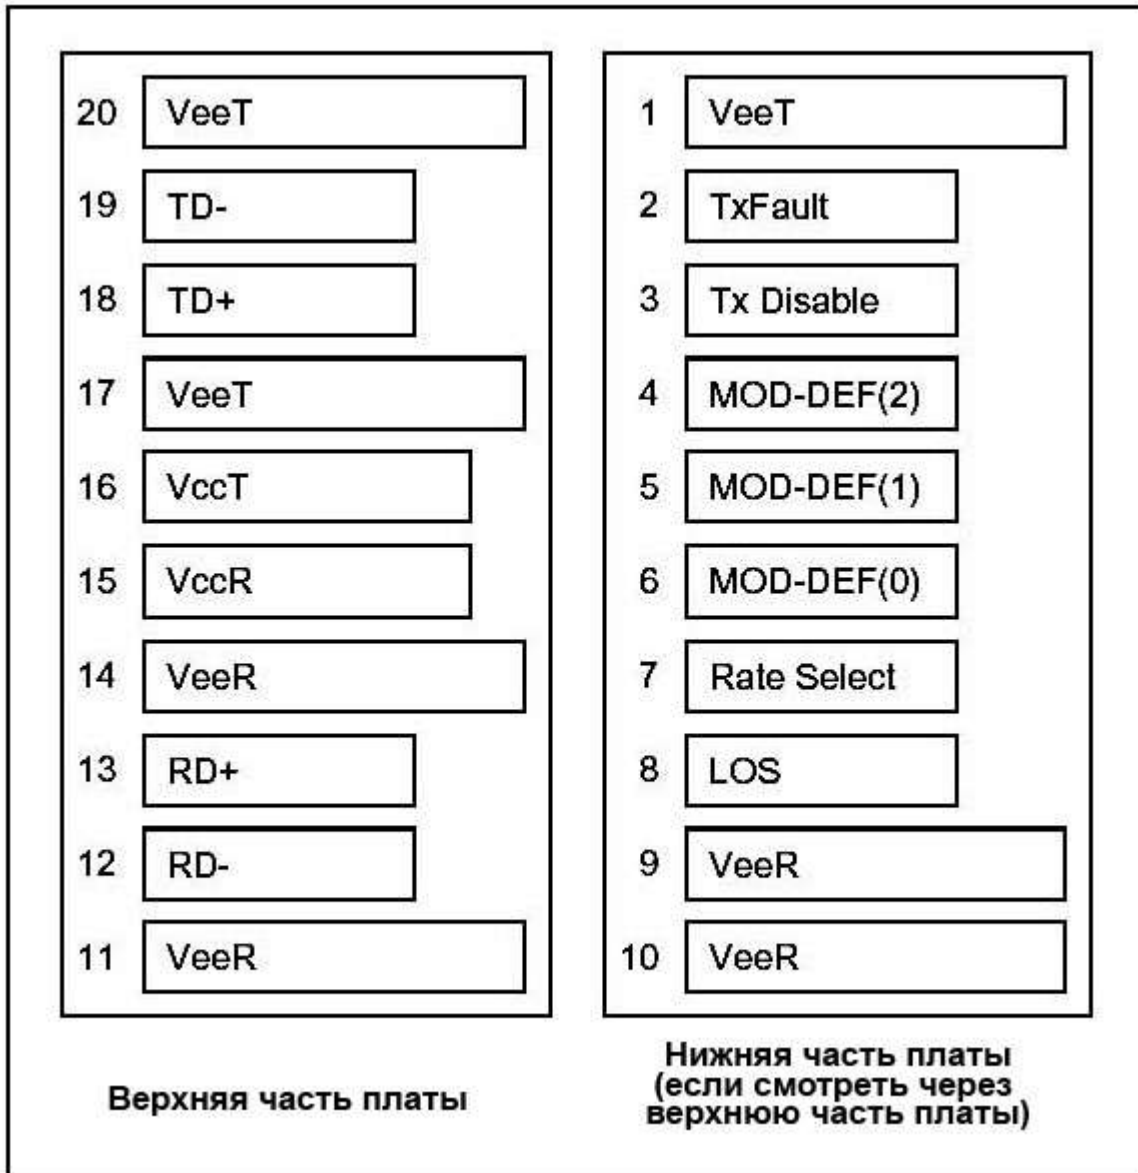 20 VeeT
19 TD-
18 TD+
17 VeeT
16 VccT
15 VccR
14 VeeR
13 RD+
12 RD-
11 VeeR
Верхняя часть платы
1 VeeT
2 TxFault
3 Tx Disable
4 MOD-DEF(2)
5 MOD-DEF(1)
6 MOD-DEF(0)
7 Rate Select
8 LOS
9 VeeR
10 VeeR
Нижняя часть платы
(если смотреть через
верхнюю часть платы)